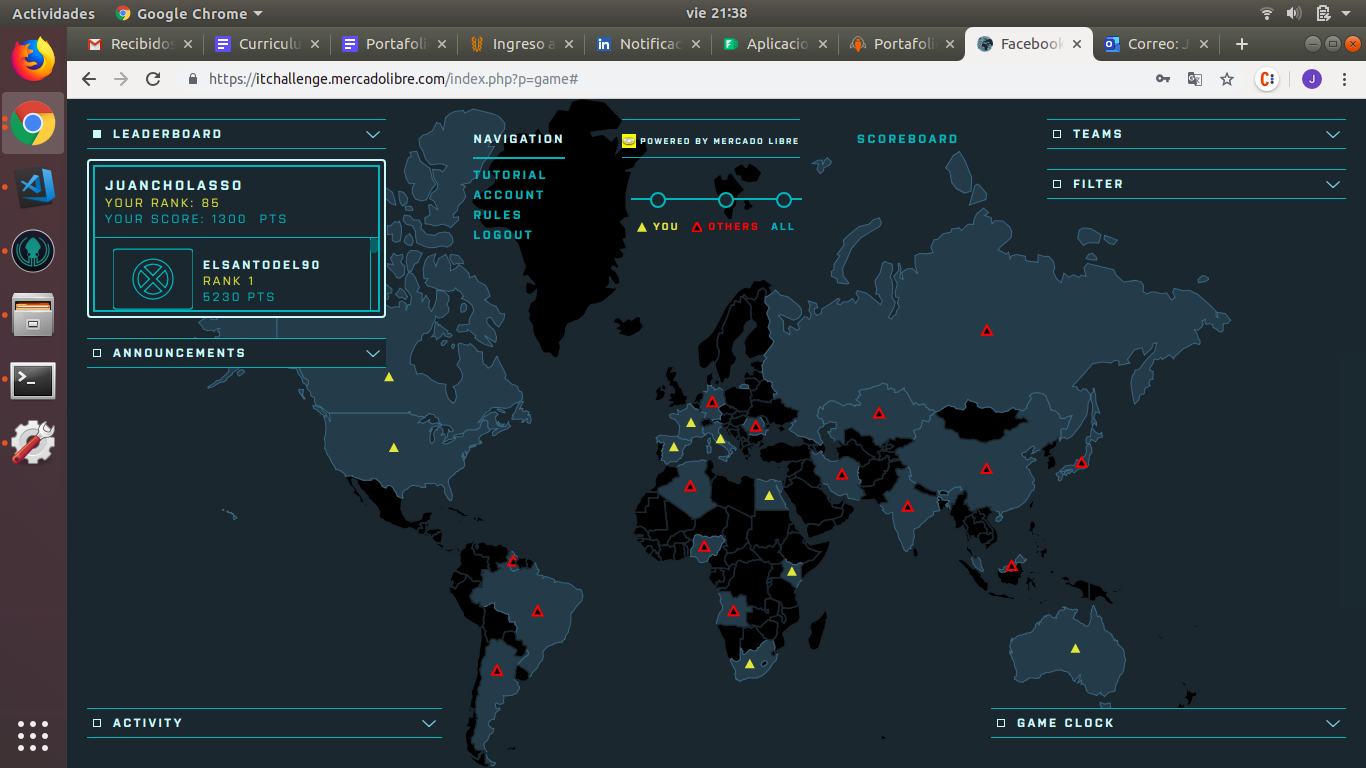 Actividades
Google Chrome
vie 21:38
Recibidos
Curriculu
Portafoli
Ingreso a
Notificac
Aplicacio
Portafoli
Facebook
Correo: J
https://itchallenge.mercadolibre.com/index.php?p=game#
J
LEADERBOARD
JUANCHOLASSO
YOUR RANK: 85
YOUR SCORE: 1300 PTS
ELSANTODEL90
RANK 1
5230 PTS
ANNOUNCEMENTS
NAVIGATION
TUTORIAL
ACCOUNT
RULES
LOGOUT
POWERED BY MERCADO LIBRE
YOU
OTHERS
ALL
SCOREBOARD
TEAMS
FILTER
ACTIVITY
GAME CLOCK